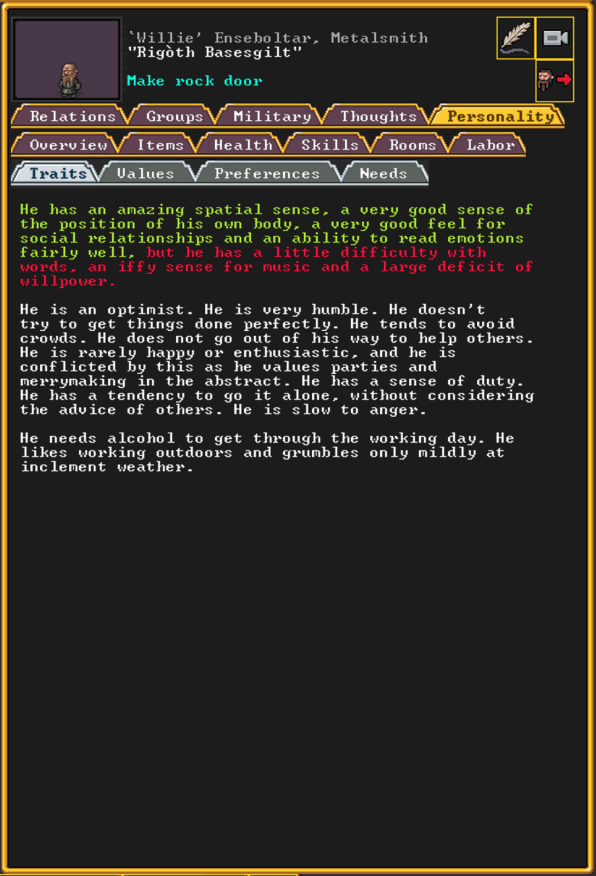 `Willie' Enseboltar, Metalsmith
"Rigòth Basesgilt"
Make rock door
Relations Groups Military Thoughts Personality
Overview Items Health Skills Rooms Labor
Traits Values Preferences Needs
He has an amazing spatial sense, a very good sense of
the position of his own body, a very good feel for
social relationships and an ability to read emotions
fairly well, but he has a little difficulty with
words, an iffy sense for music and a large deficit of
willpower.
He is an optimist. He is very humble. He doesn't
try to get things done perfectly. He tends to avoid
crowds. He does not go out of his way to help others.
He is rarely happy or enthusiastic, and he is
conflicted by this as he values parties and
merrymaking in the abstract. He has a sense of duty.
He has a tendency to go it alone, without considering
the advice of others. He is slow to anger.
He needs alcohol to get through the working day. He
likes working outdoors and grumbles only mildly at
inclement weather.